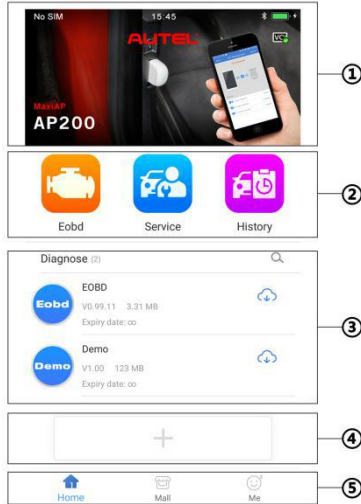 No SIM 15:45
AUTEL
VCI
MaxiAP
AP200
①
Eobd Service History
②
Diagnose (2)
EOBD
Eobd
V0.99.11 3.31 MB
Expiry date: ∞
③
Demo
Demo
V1.00 123 MB
Expiry date: ∞
④
Home Mall Me
⑤